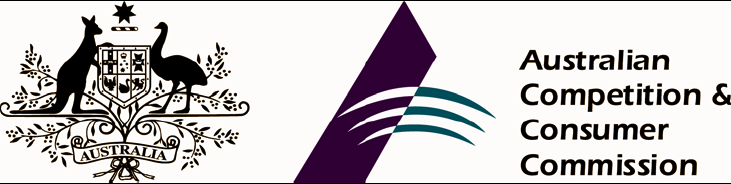 AUSTRALIA
Australian
Competition &
Consumer
Commission